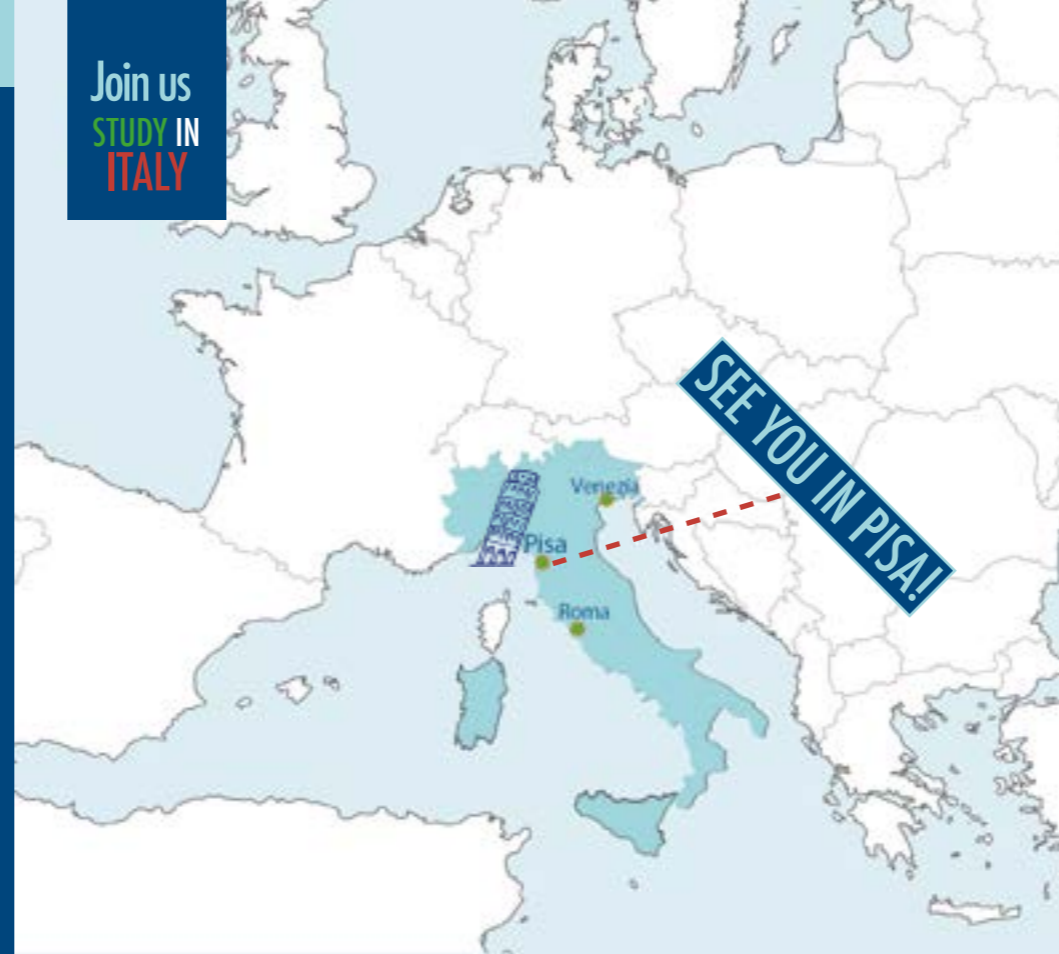 Join us
STUDY IN
ITALY
SEE YOU IN PISA!
Venezia
Pisa
Roma